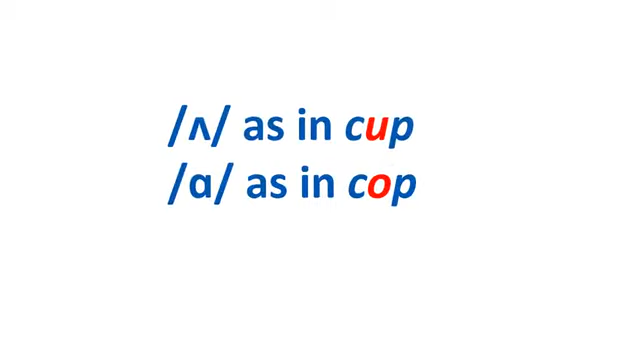 /ʌ/ as in cup
/ɑ/ as in cop